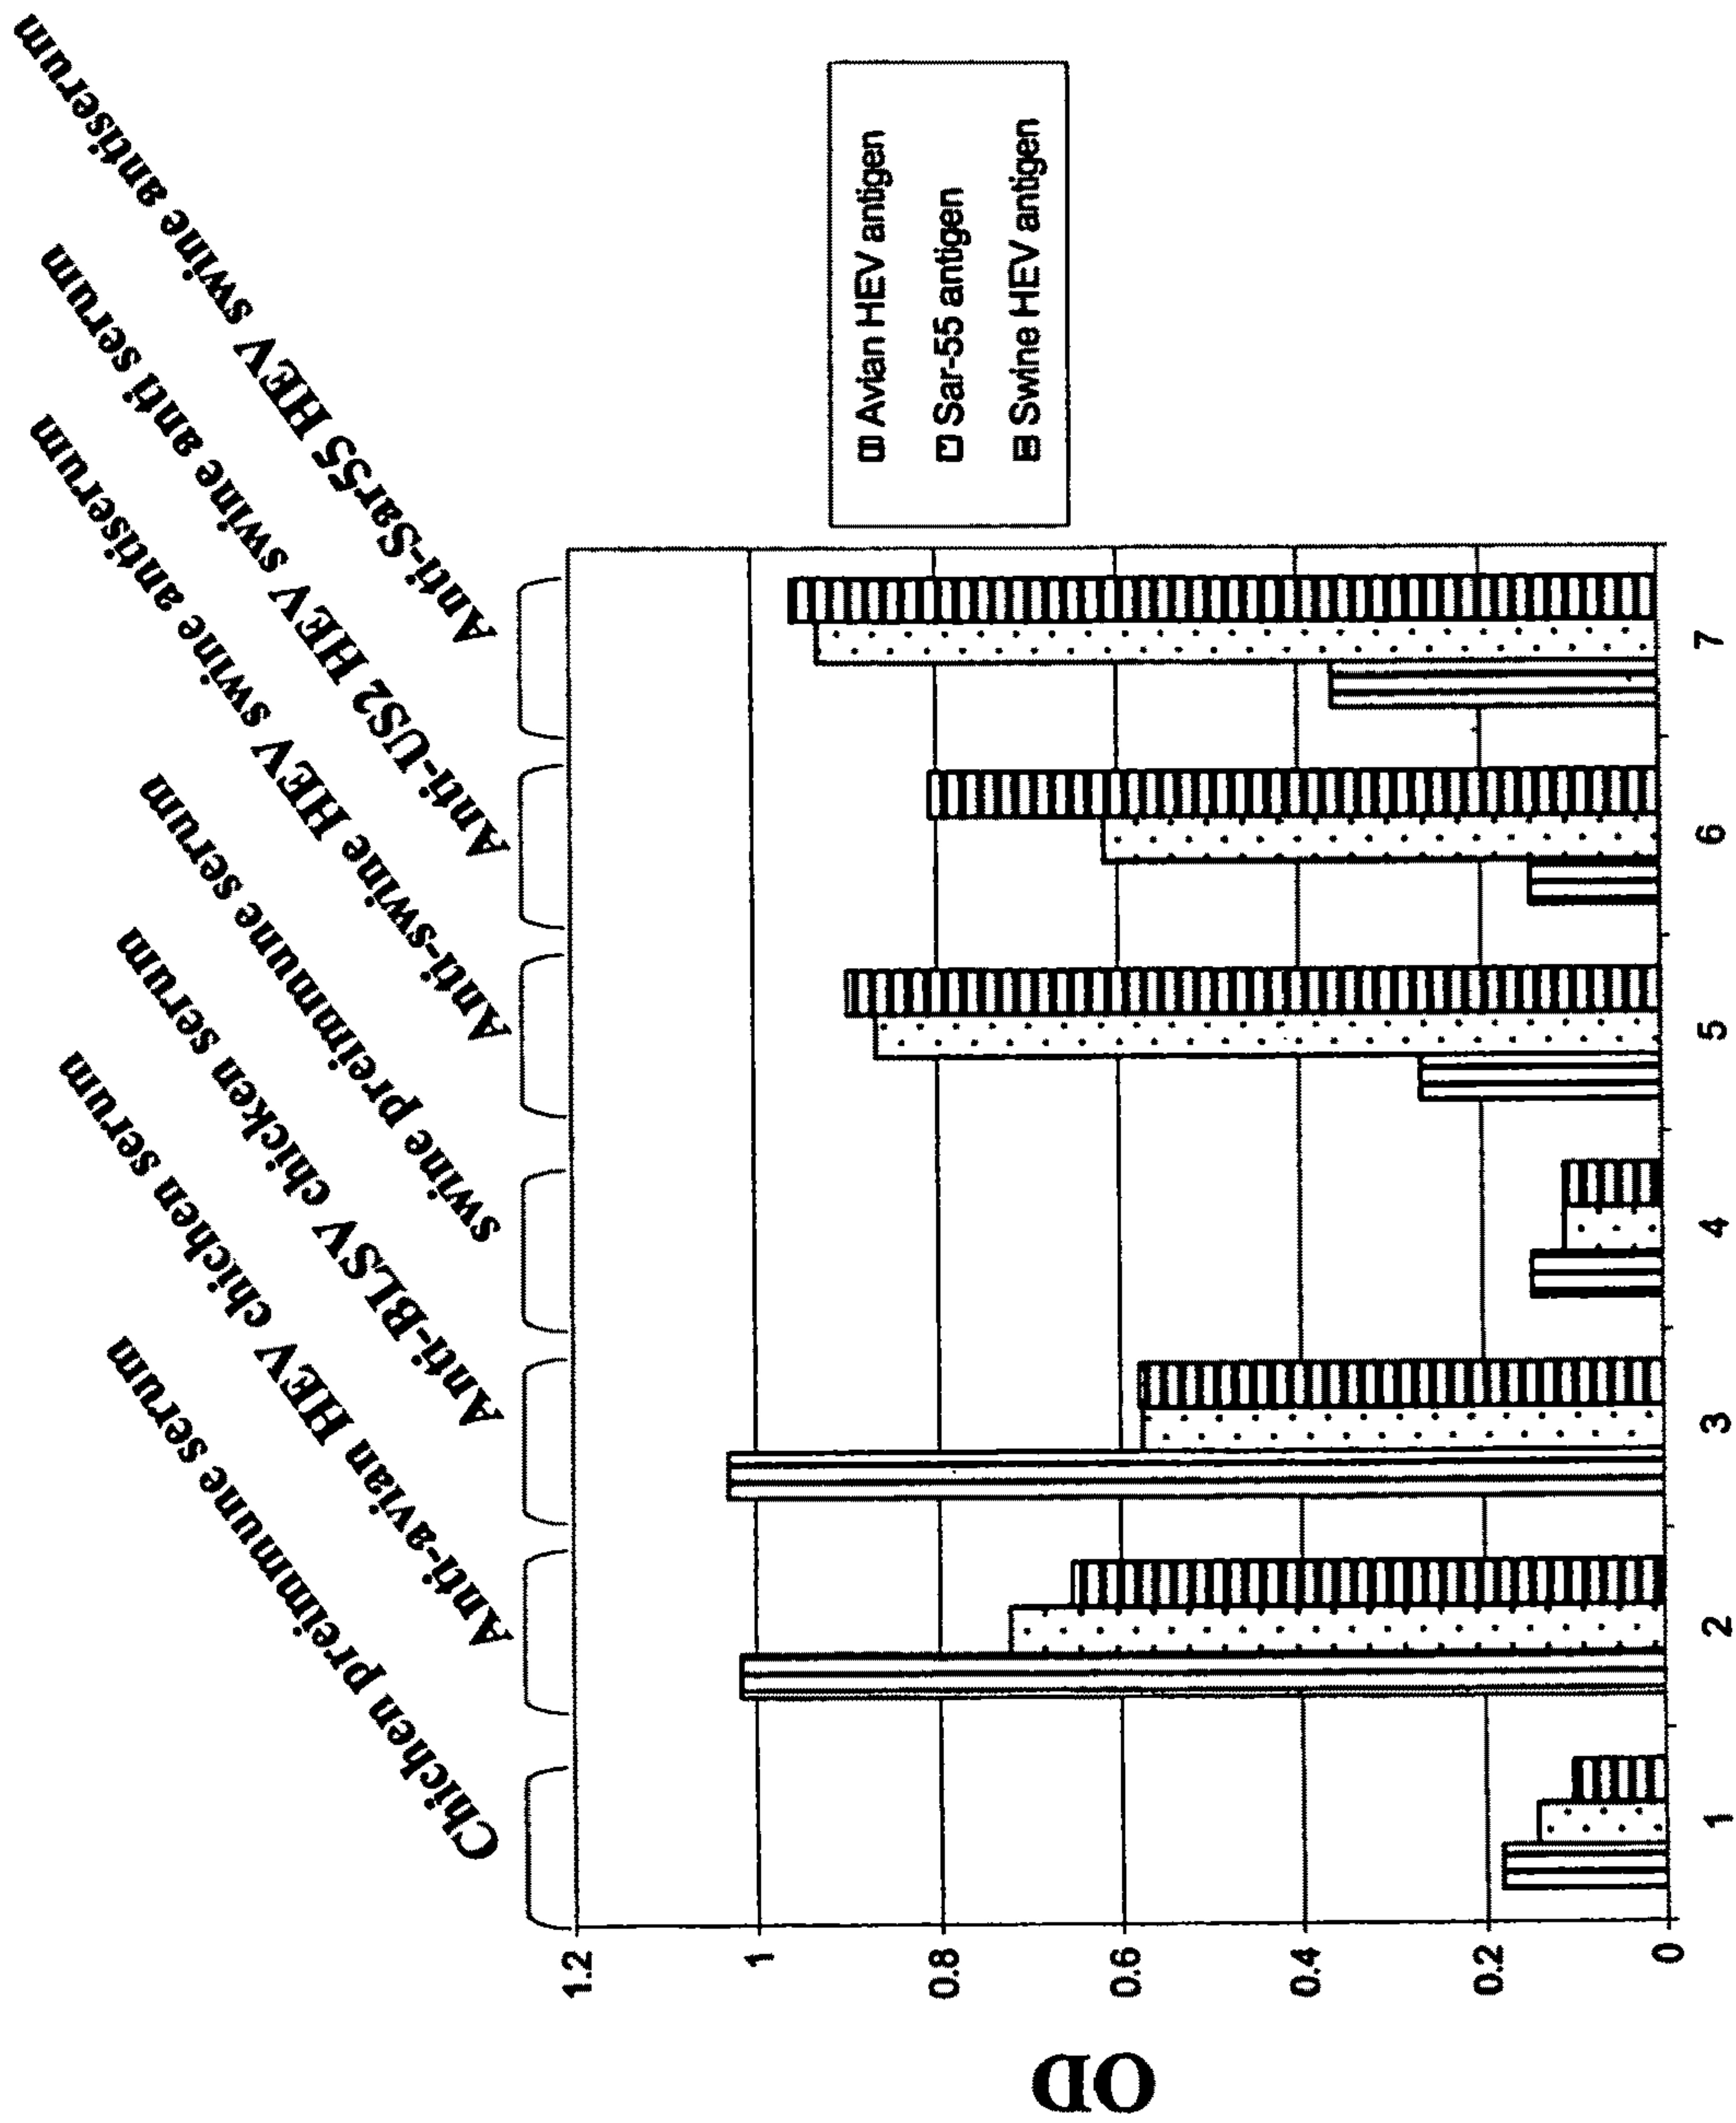 Chichen preimmune serum
Anti-avian HEV chichen serum
Anti-BLSV chicken serum
swine preimmune serum
Anti-swine HEV swine antiserum
Anti-US2 HEV swine anti serum
Anti-Sar55 HEV swine antiserum
OD
1.2
1
0.8
0.6
0.4
0.2
0
1 2 3 4 5 6 7
Avian HEV antigen
Sar-55 antigen
Swine HEV antigen